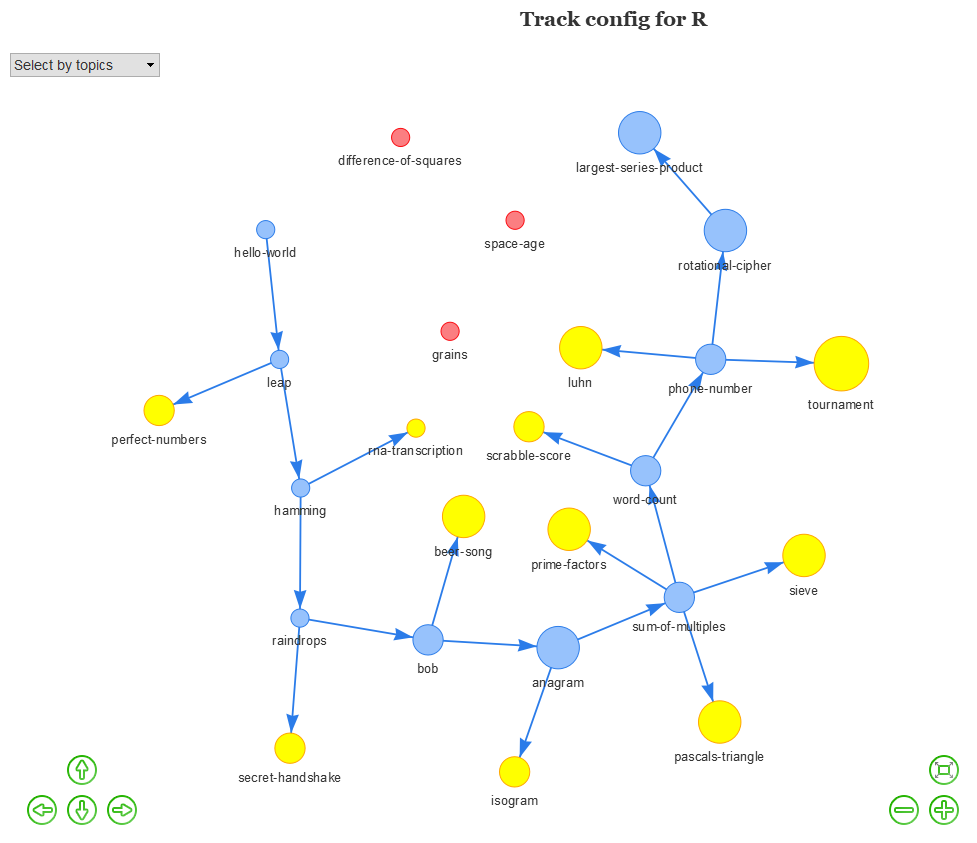 Track config for R
Select by topics
difference-of-squares
largest-series-product
space-age
hello-world
rotational-cipher
grains
leap
luhn
phone-number
tournament
perfect-numbers
rna-transcription
scrabble-score
word-count
hamming
beer-song
prime-factors
sieve
raindrops
bob
anagram
sum-of-multiples
secret-handshake
isogram
pascals-triangle